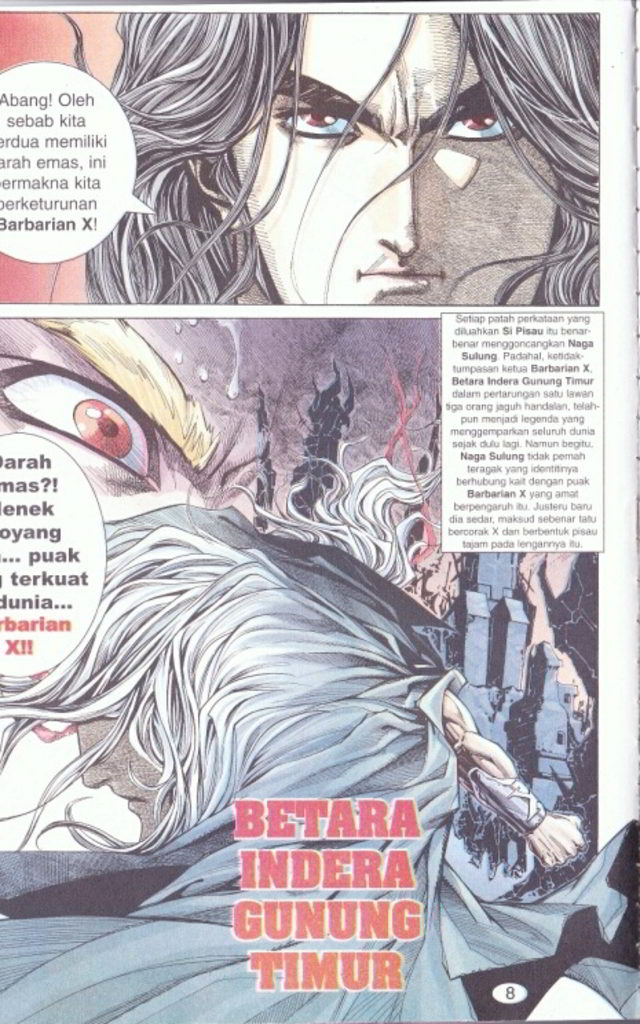 Abang! Oleh
sebab kita
erdua memiliki
arah emas, ini
ermakna kita
berketurunan
Barbarian X!
Setiap patah perkataan yang
diluahkan Si Pisau itu benar-
benar menggoncangkan Naga
Sulung. Padahal, ketidak-
tumpasan ketua Barbarian X,
Betara Indera Gunung Timur
dengan pertarungan satu lawan
tiga orang jaguh handalan, telah-
pun menjadi legenda yang
menggemparkan seluruh dunia
sejak dulu lagi. Namun begitu,
Naga Sulung tidak pernah
teragak yang identitinya
berhubung kait dengan puak
Barbarian X yang amat
berpengaruh itu. Justeru baru
dia sedar, maksud sebenar tatu
bercorak X dan berbentuk pisau
tajam pada lengannya itu.
Darah
mas?!
enek
oyang
... puak
terkuat
dunia...
rbarian
X!!
BETARA
INDERA
GUNUNG
TIMUR
8